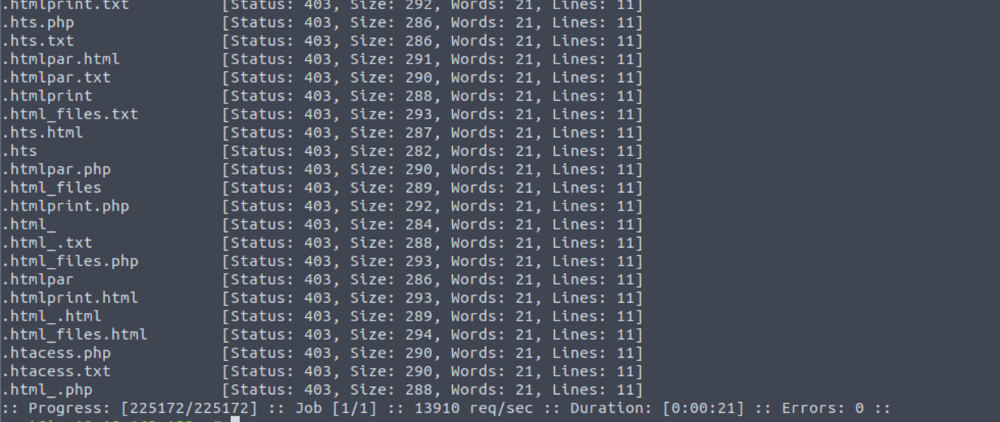 .htmlprint.txt [Status: 403, Size: 292, Words: 21, Lines: 11]
.hts.php [Status: 403, Size: 286, Words: 21, Lines: 11]
.hts.txt [Status: 403, Size: 286, Words: 21, Lines: 11]
.htmlpar.html [Status: 403, Size: 291, Words: 21, Lines: 11]
.htmlpar.txt [Status: 403, Size: 290, Words: 21, Lines: 11]
.htmlprint [Status: 403, Size: 288, Words: 21, Lines: 11]
.html_files.txt [Status: 403, Size: 293, Words: 21, Lines: 11]
.hts.html [Status: 403, Size: 287, Words: 21, Lines: 11]
.hts [Status: 403, Size: 282, Words: 21, Lines: 11]
.htmlpar.php [Status: 403, Size: 290, Words: 21, Lines: 11]
.html_files [Status: 403, Size: 289, Words: 21, Lines: 11]
.htmlprint.php [Status: 403, Size: 292, Words: 21, Lines: 11]
.html_ [Status: 403, Size: 284, Words: 21, Lines: 11]
.html_.txt [Status: 403, Size: 288, Words: 21, Lines: 11]
.html_files.php [Status: 403, Size: 293, Words: 21, Lines: 11]
.htmlpar [Status: 403, Size: 286, Words: 21, Lines: 11]
.htmlprint.html [Status: 403, Size: 293, Words: 21, Lines: 11]
.html_.html [Status: 403, Size: 289, Words: 21, Lines: 11]
.html_files.html [Status: 403, Size: 294, Words: 21, Lines: 11]
.htacess.php [Status: 403, Size: 290, Words: 21, Lines: 11]
.htacess.txt [Status: 403, Size: 290, Words: 21, Lines: 11]
.html_.php [Status: 403, Size: 288, Words: 21, Lines: 11]
:: Progress: [225172/225172] :: Job [1/1] :: 13910 req/sec :: Duration: [0:00:21] :: Errors: 0 ::